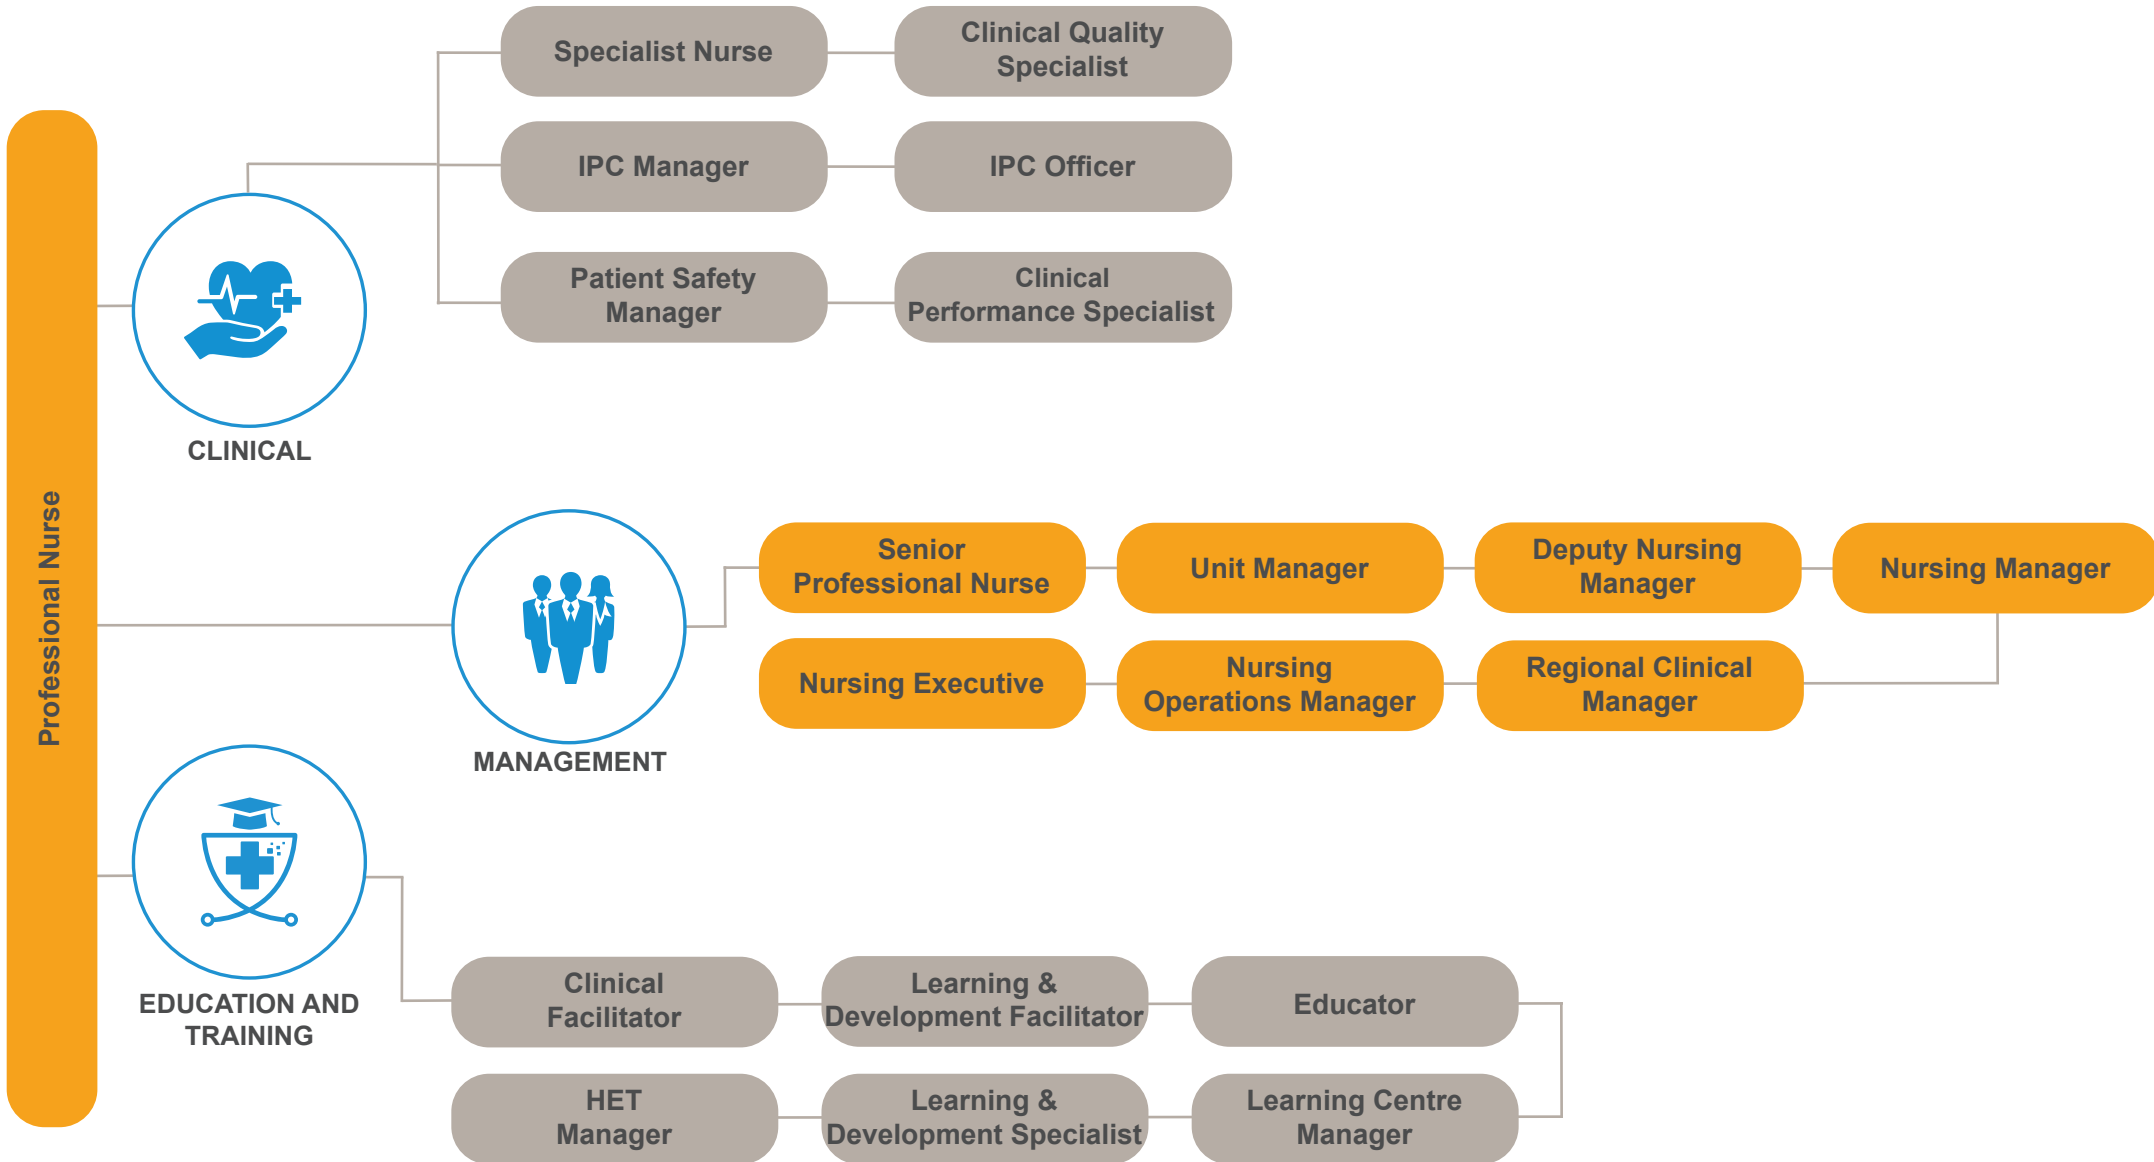 Professional Nurse
Specialist Nurse
Clinical Quality
Specialist
IPC Manager
IPC Officer
Patient Safety
Manager
Clinical
Performance Specialist
CLINICAL
Senior
Professional Nurse
Unit Manager
Deputy Nursing
Manager
Nursing Manager
Nursing Executive
Nursing
Operations Manager
Regional Clinical
Manager
MANAGEMENT
EDUCATION AND
TRAINING
Clinical
Facilitator
Learning &
Development Facilitator
Educator
HET
Manager
Learning &
Development Specialist
Learning Centre
Manager